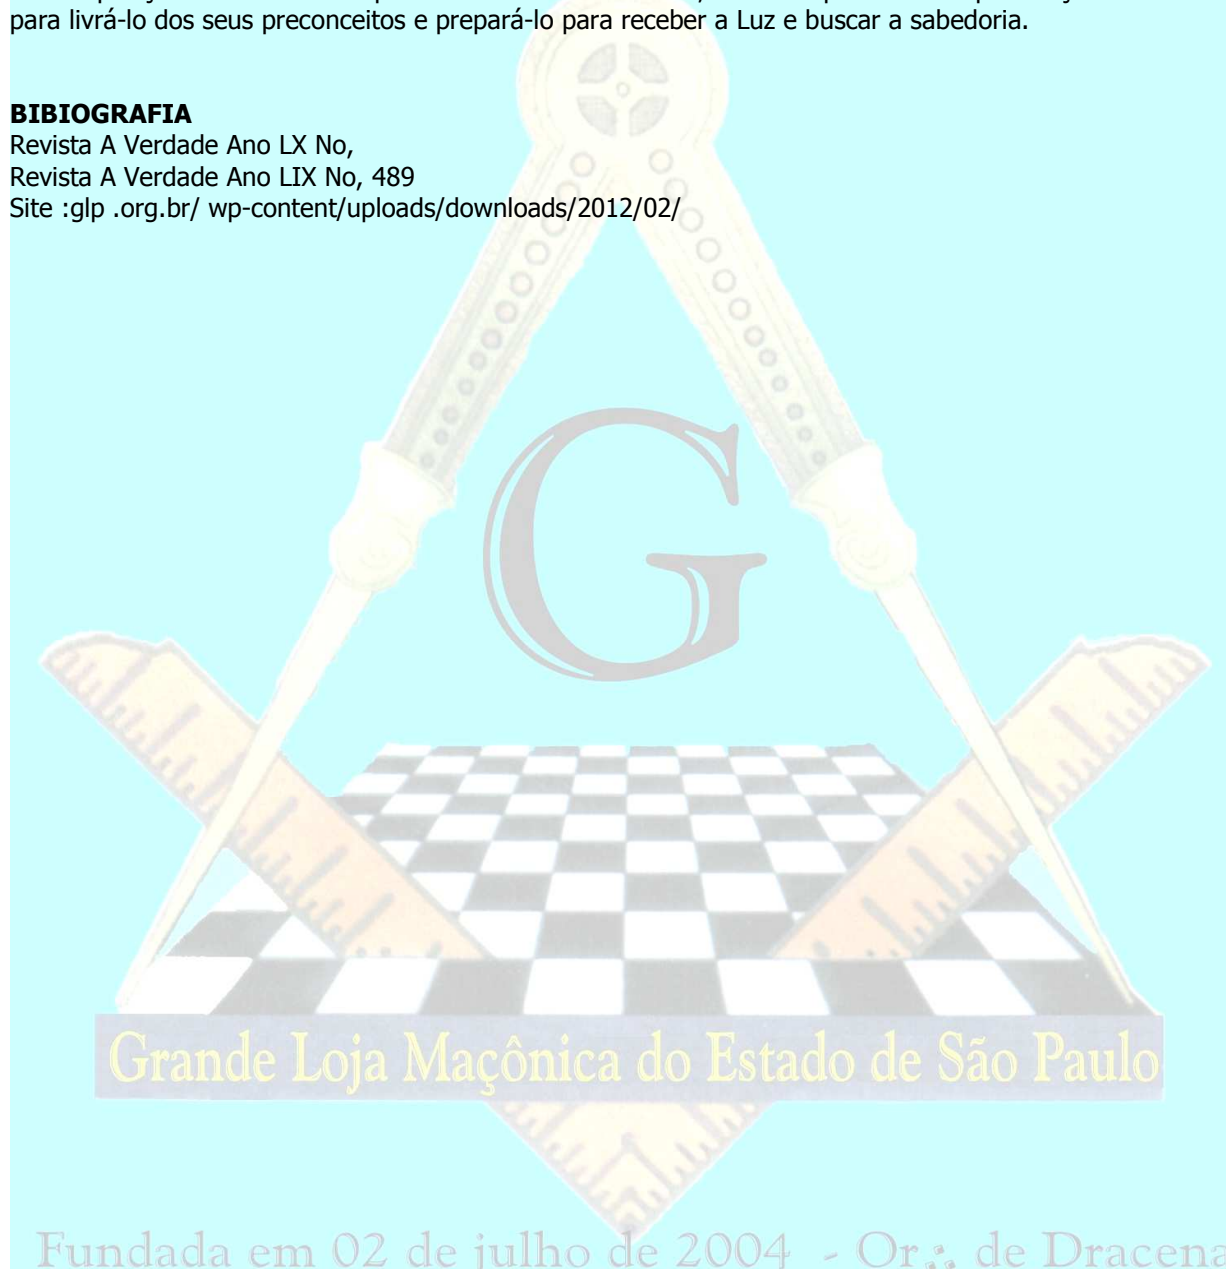 para livrá-lo dos seus preconceitos e prepará-lo para receber a Luz e buscar a sabedoria.
BIBIOGRAFIA
Revista A Verdade Ano LX No,
Revista A Verdade Ano LIX No, 489
Site :glp .org.br/ wp-content/uploads/downloads/2012/02/
G
Grande Loja Maçônica do Estado de São Paulo
Fundada em 02 de julho de 2004 - Or∴ de Dracena